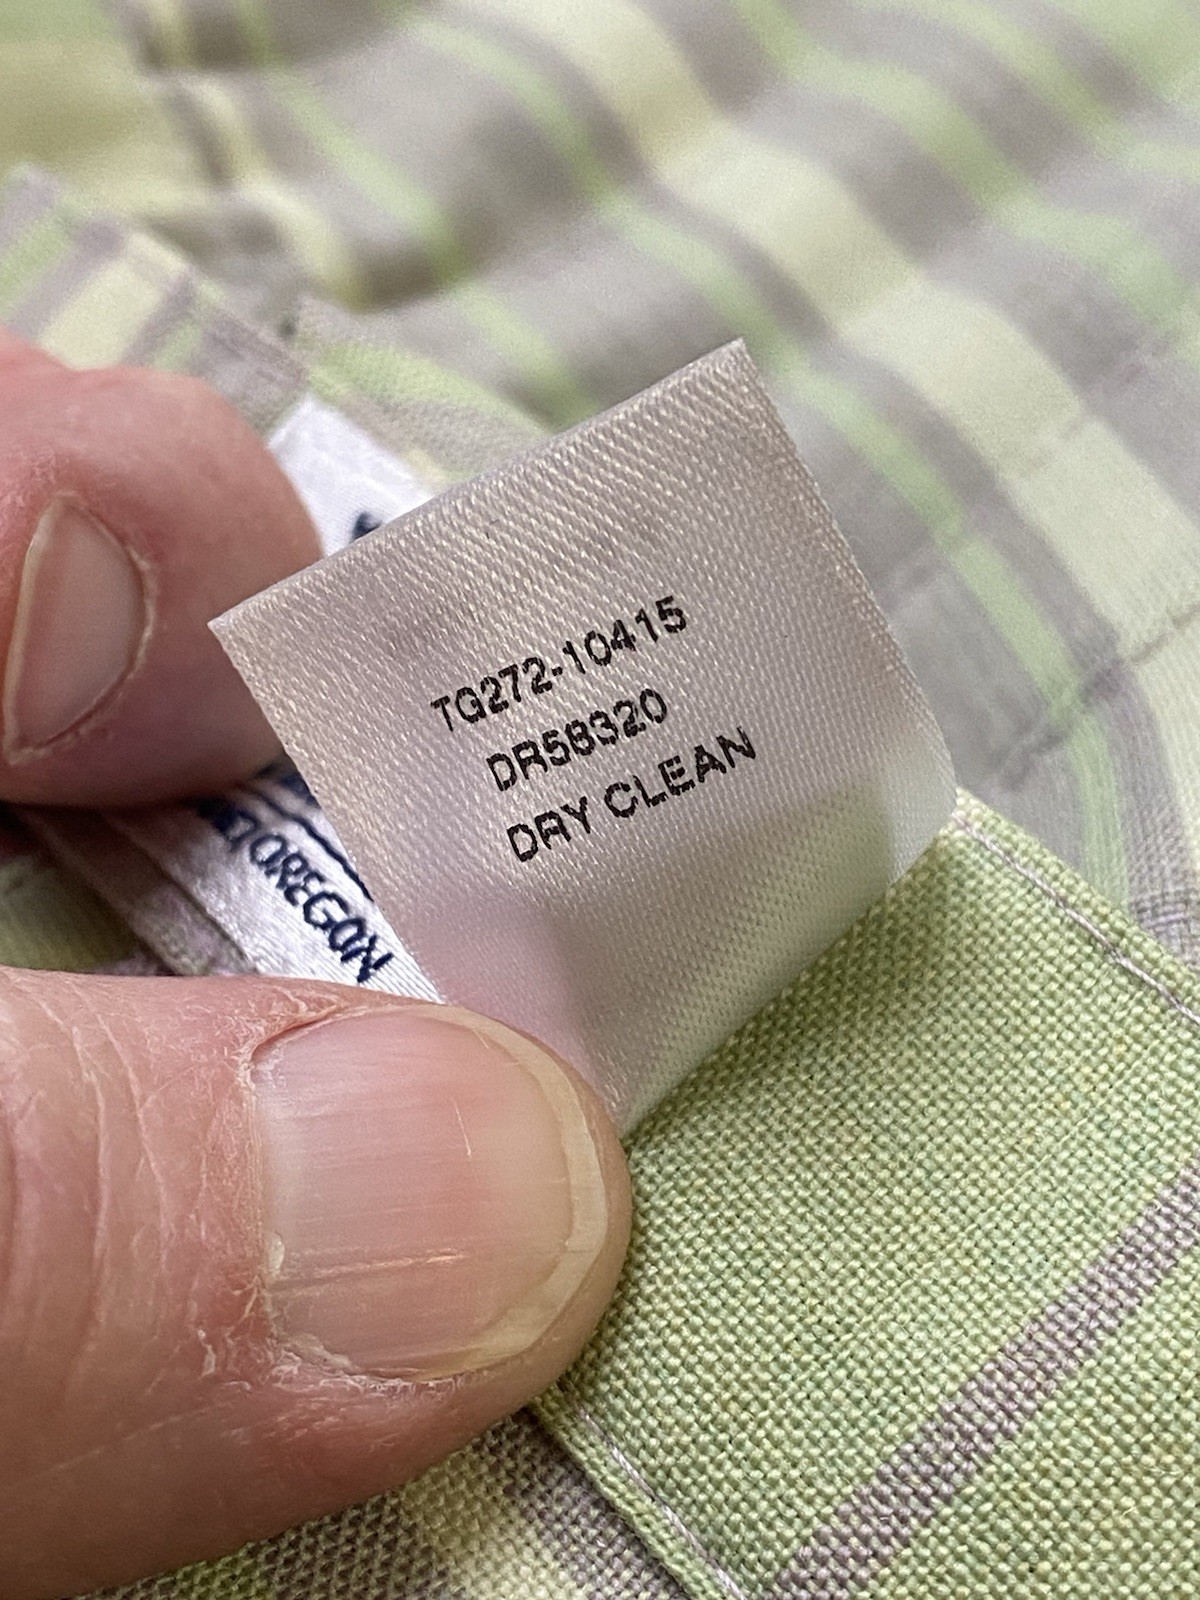 TG272-10415
DR58320
DRY CLEAN
OREGON